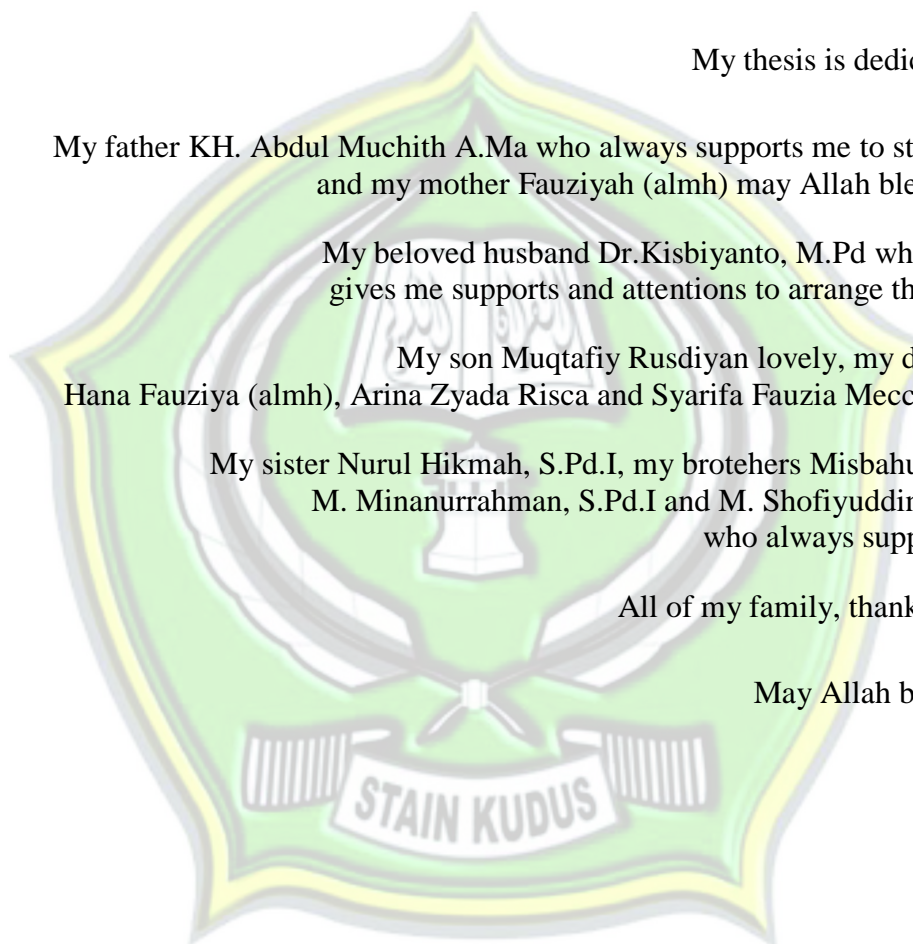 My thesis is dedic
My father KH. Abdul Muchith A.Ma who always supports me to st
and my mother Fauziyah (almh) may Allah ble
My beloved husband Dr.Kisbiyanto, M.Pd wh
gives me supports and attentions to arrange th
My son Muqtafiy Rusdiyan lovely, my d
Hana Fauziya (almh), Arina Zyada Risca and Syarifa Fauzia Mecc
My sister Nurul Hikmah, S.Pd.I, my brotehers Misbahu
M. Minanurrahman, S.Pd.I and M. Shofiyuddin
who always supp
All of my family, thank
May Allah b
STAIN KUDUS